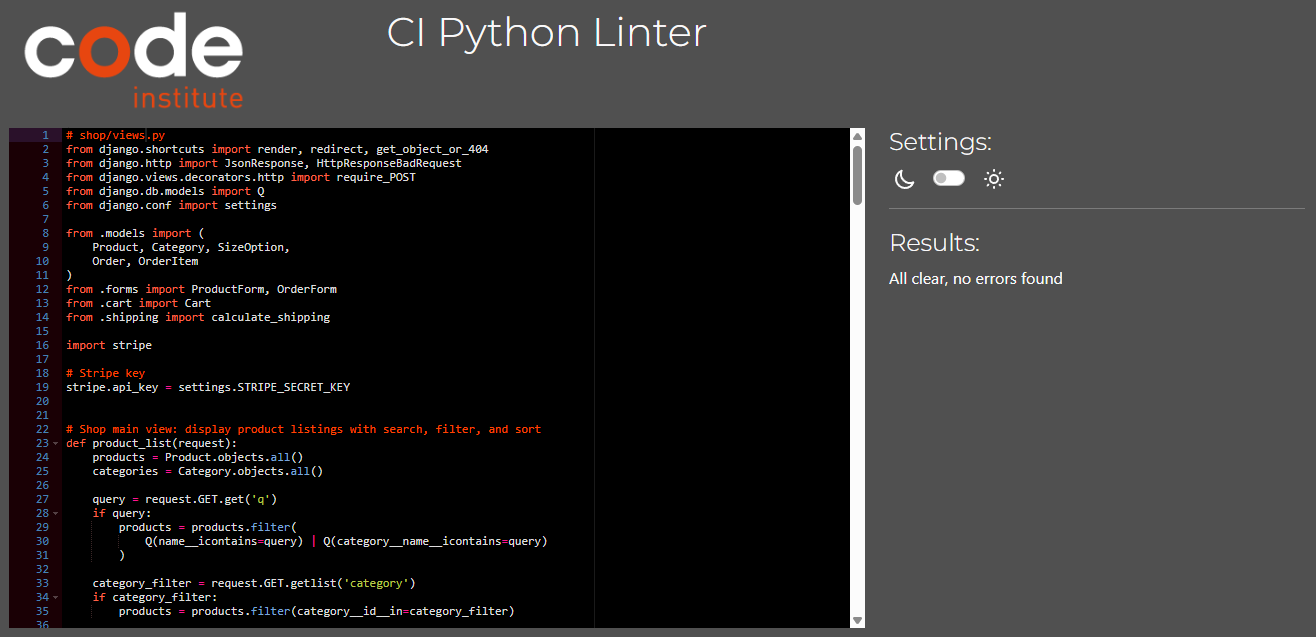 code
institute
CI Python Linter
1 # shop/views.py
2 from django.shortcuts import render, redirect, get_object_or_404
3 from django.http import JsonResponse, HttpResponseBadRequest
4 from django.views.decorators.http import require_POST
5 from django.db.models import Q
6 from django.conf import settings
7
8 from .models import (
9     Product, Category, SizeOption,
10     Order, OrderItem
11 )
12 from .forms import ProductForm, OrderForm
13 from .cart import Cart
14 from .shipping import calculate_shipping
15
16 import stripe
17
18 # Stripe key
19 stripe.api_key = settings.STRIPE_SECRET_KEY
20
21
22 # Shop main view: display product listings with search, filter, and sort
23 def product_list(request):
24     products = Product.objects.all()
25     categories = Category.objects.all()
26
27     query = request.GET.get('q')
28     if query:
29         products = products.filter(
30             Q(name__icontains=query) | Q(category__name__icontains=query)
31         )
32
33     category_filter = request.GET.getlist('category')
34     if category_filter:
35         products = products.filter(category__id__in=category_filter)
36
Settings:
Results:
All clear, no errors found